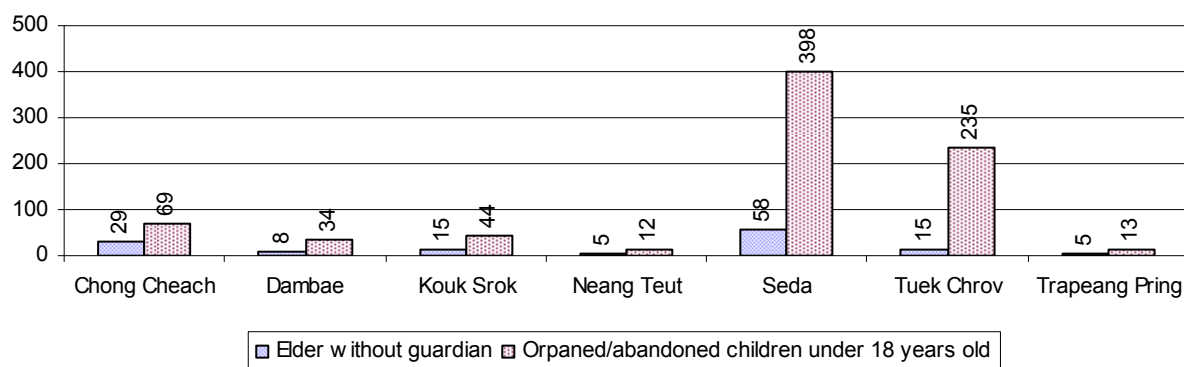 500
400
300
200
100
0
29 69 8 34 15 44 5 12 58 398 15 235 5 13
Chong Cheach Dambae Kouk Srok Neang Teut Seda Tuek Chrov Trapeang Pring
Elder without guardian Orpaned/abandoned children under 18 years old